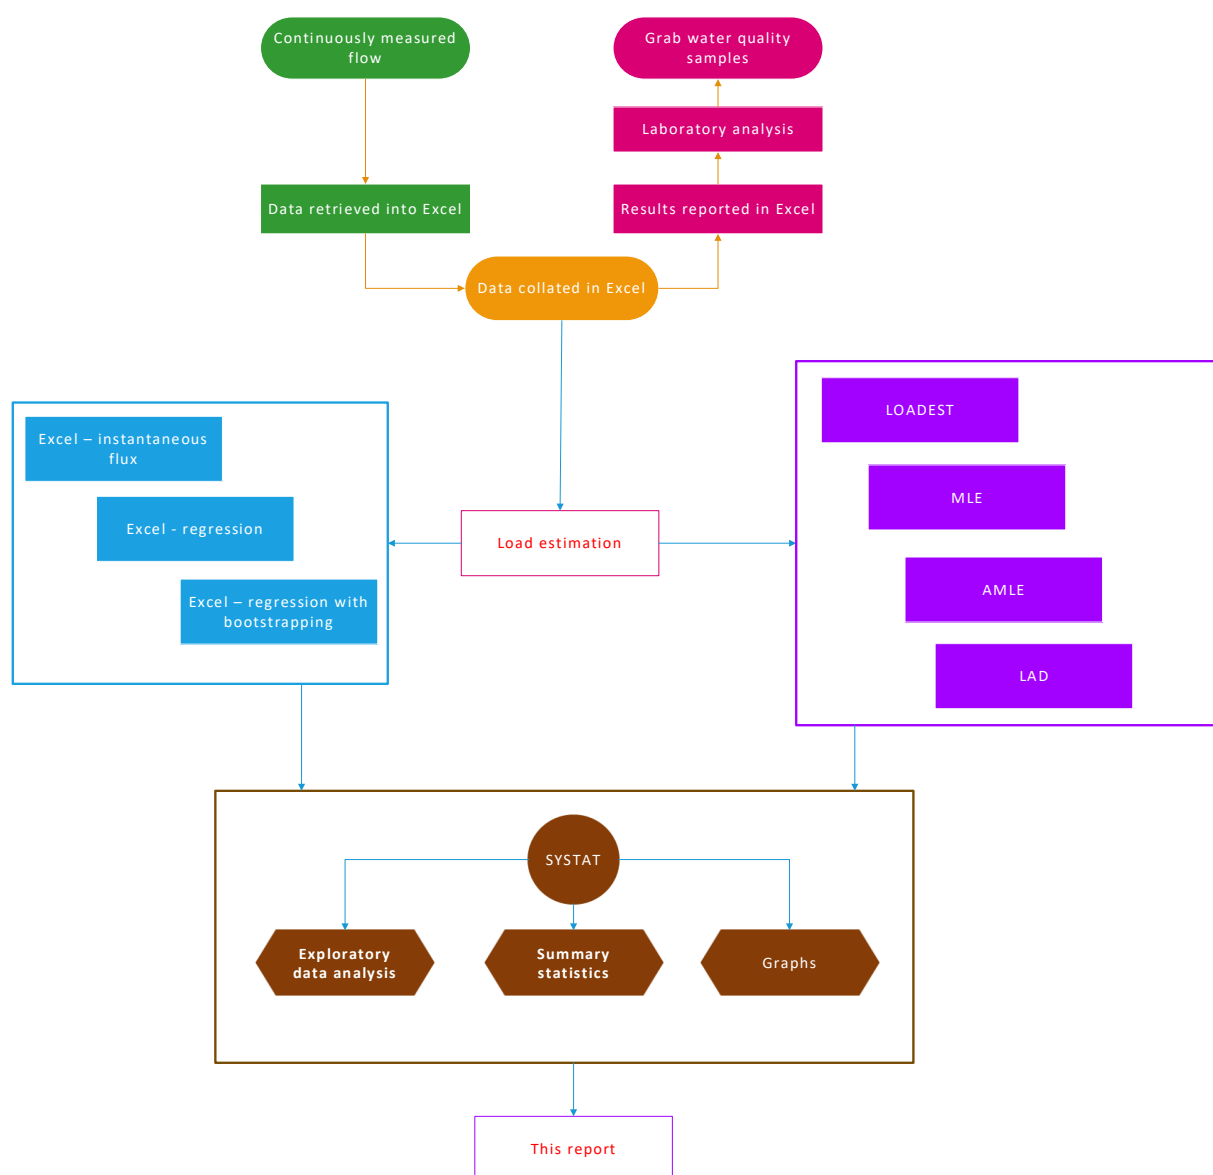 Continuously measured
flow
Grab water quality
samples
Laboratory analysis
Data retrieved into Excel
Results reported in Excel
Data collated in Excel
Excel – instantaneous
flux
Excel - regression
Excel – regression with
bootstrapping
Load estimation
LOADEST
MLE
AMLE
LAD
SYSTAT
Exploratory
data analysis
Summary
statistics
Graphs
This report